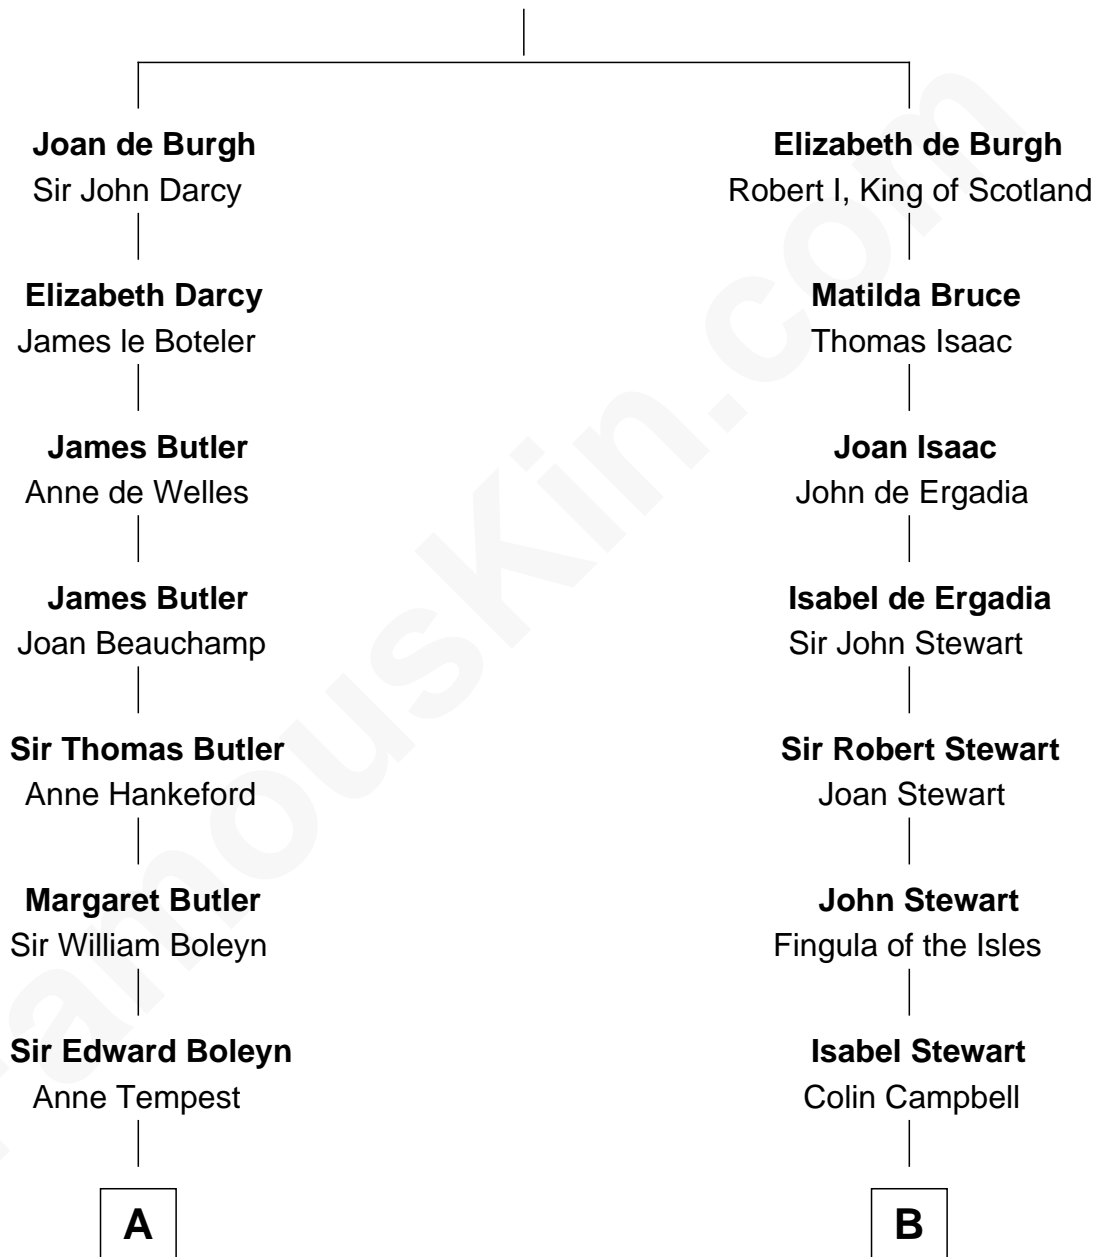 Joan de Burgh
Sir John Darcy
Elizabeth de Burgh
Robert I, King of Scotland
Elizabeth Darcy
James le Boteler
Matilda Bruce
Thomas Isaac
James Butler
Anne de Welles
Joan Isaac
John de Ergadia
James Butler
Joan Beauchamp
Isabel de Ergadia
Sir John Stewart
Sir Thomas Butler
Anne Hankeford
Sir Robert Stewart
Joan Stewart
Margaret Butler
Sir William Boleyn
John Stewart
Fingula of the Isles
Sir Edward Boleyn
Anne Tempest
Isabel Stewart
Colin Campbell
A
B
FamousKin.com